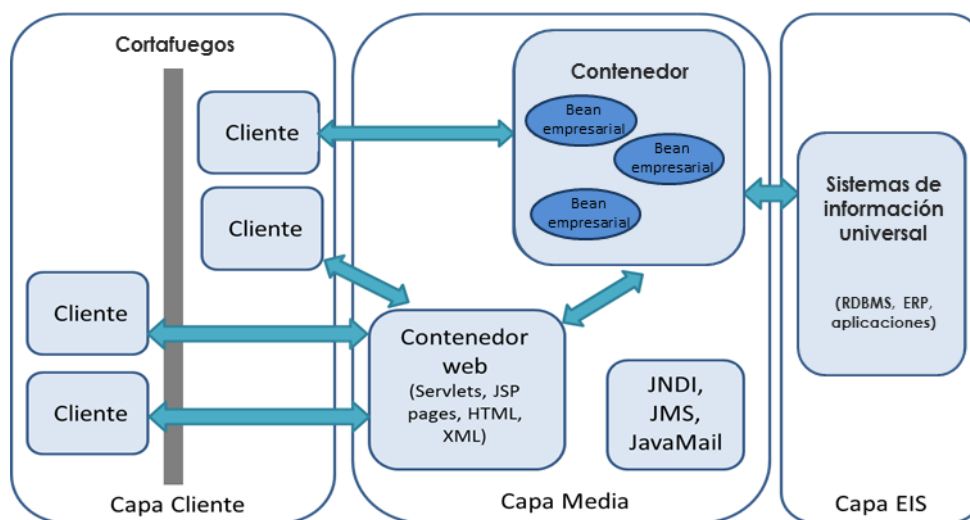 Cortafuegos
Cliente
Cliente
Cliente
Cliente
Capa Cliente
Contenedor
Bean
empresarial
Bean
empresarial
Bean
empresarial
Contenedor
web
(Servlets, JSP
pages, HTML,
XML)
JNDI,
JMS,
JavaMail
Capa Media
Sistemas de
información
universal
(RDBMS, ERP,
aplicaciones)
Capa EIS